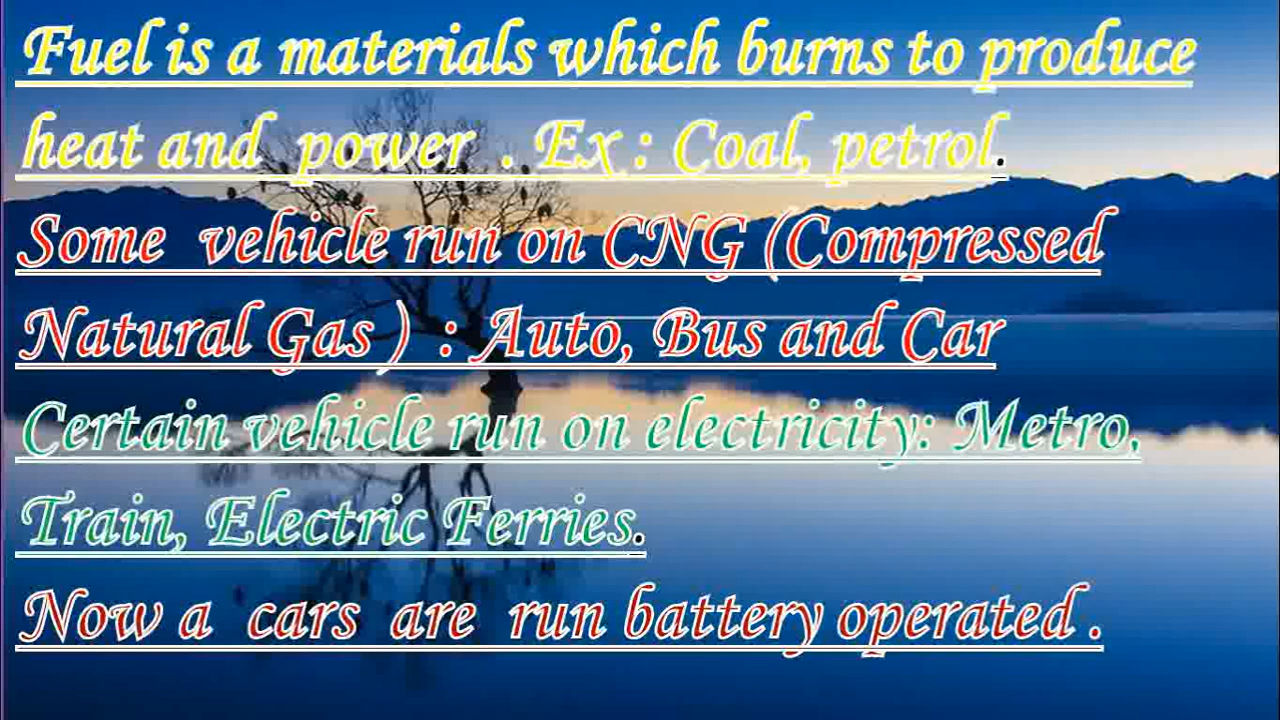 Fuel is a materials which burns to produce
heat and power . Ex : Coal, petrol.
Some vehicle run on CNG (Compressed
Natural Gas ) : Auto, Bus and Car
Certain vehicle run on electricity: Metro,
Train, Electric Ferries.
Now a cars are run battery operated .